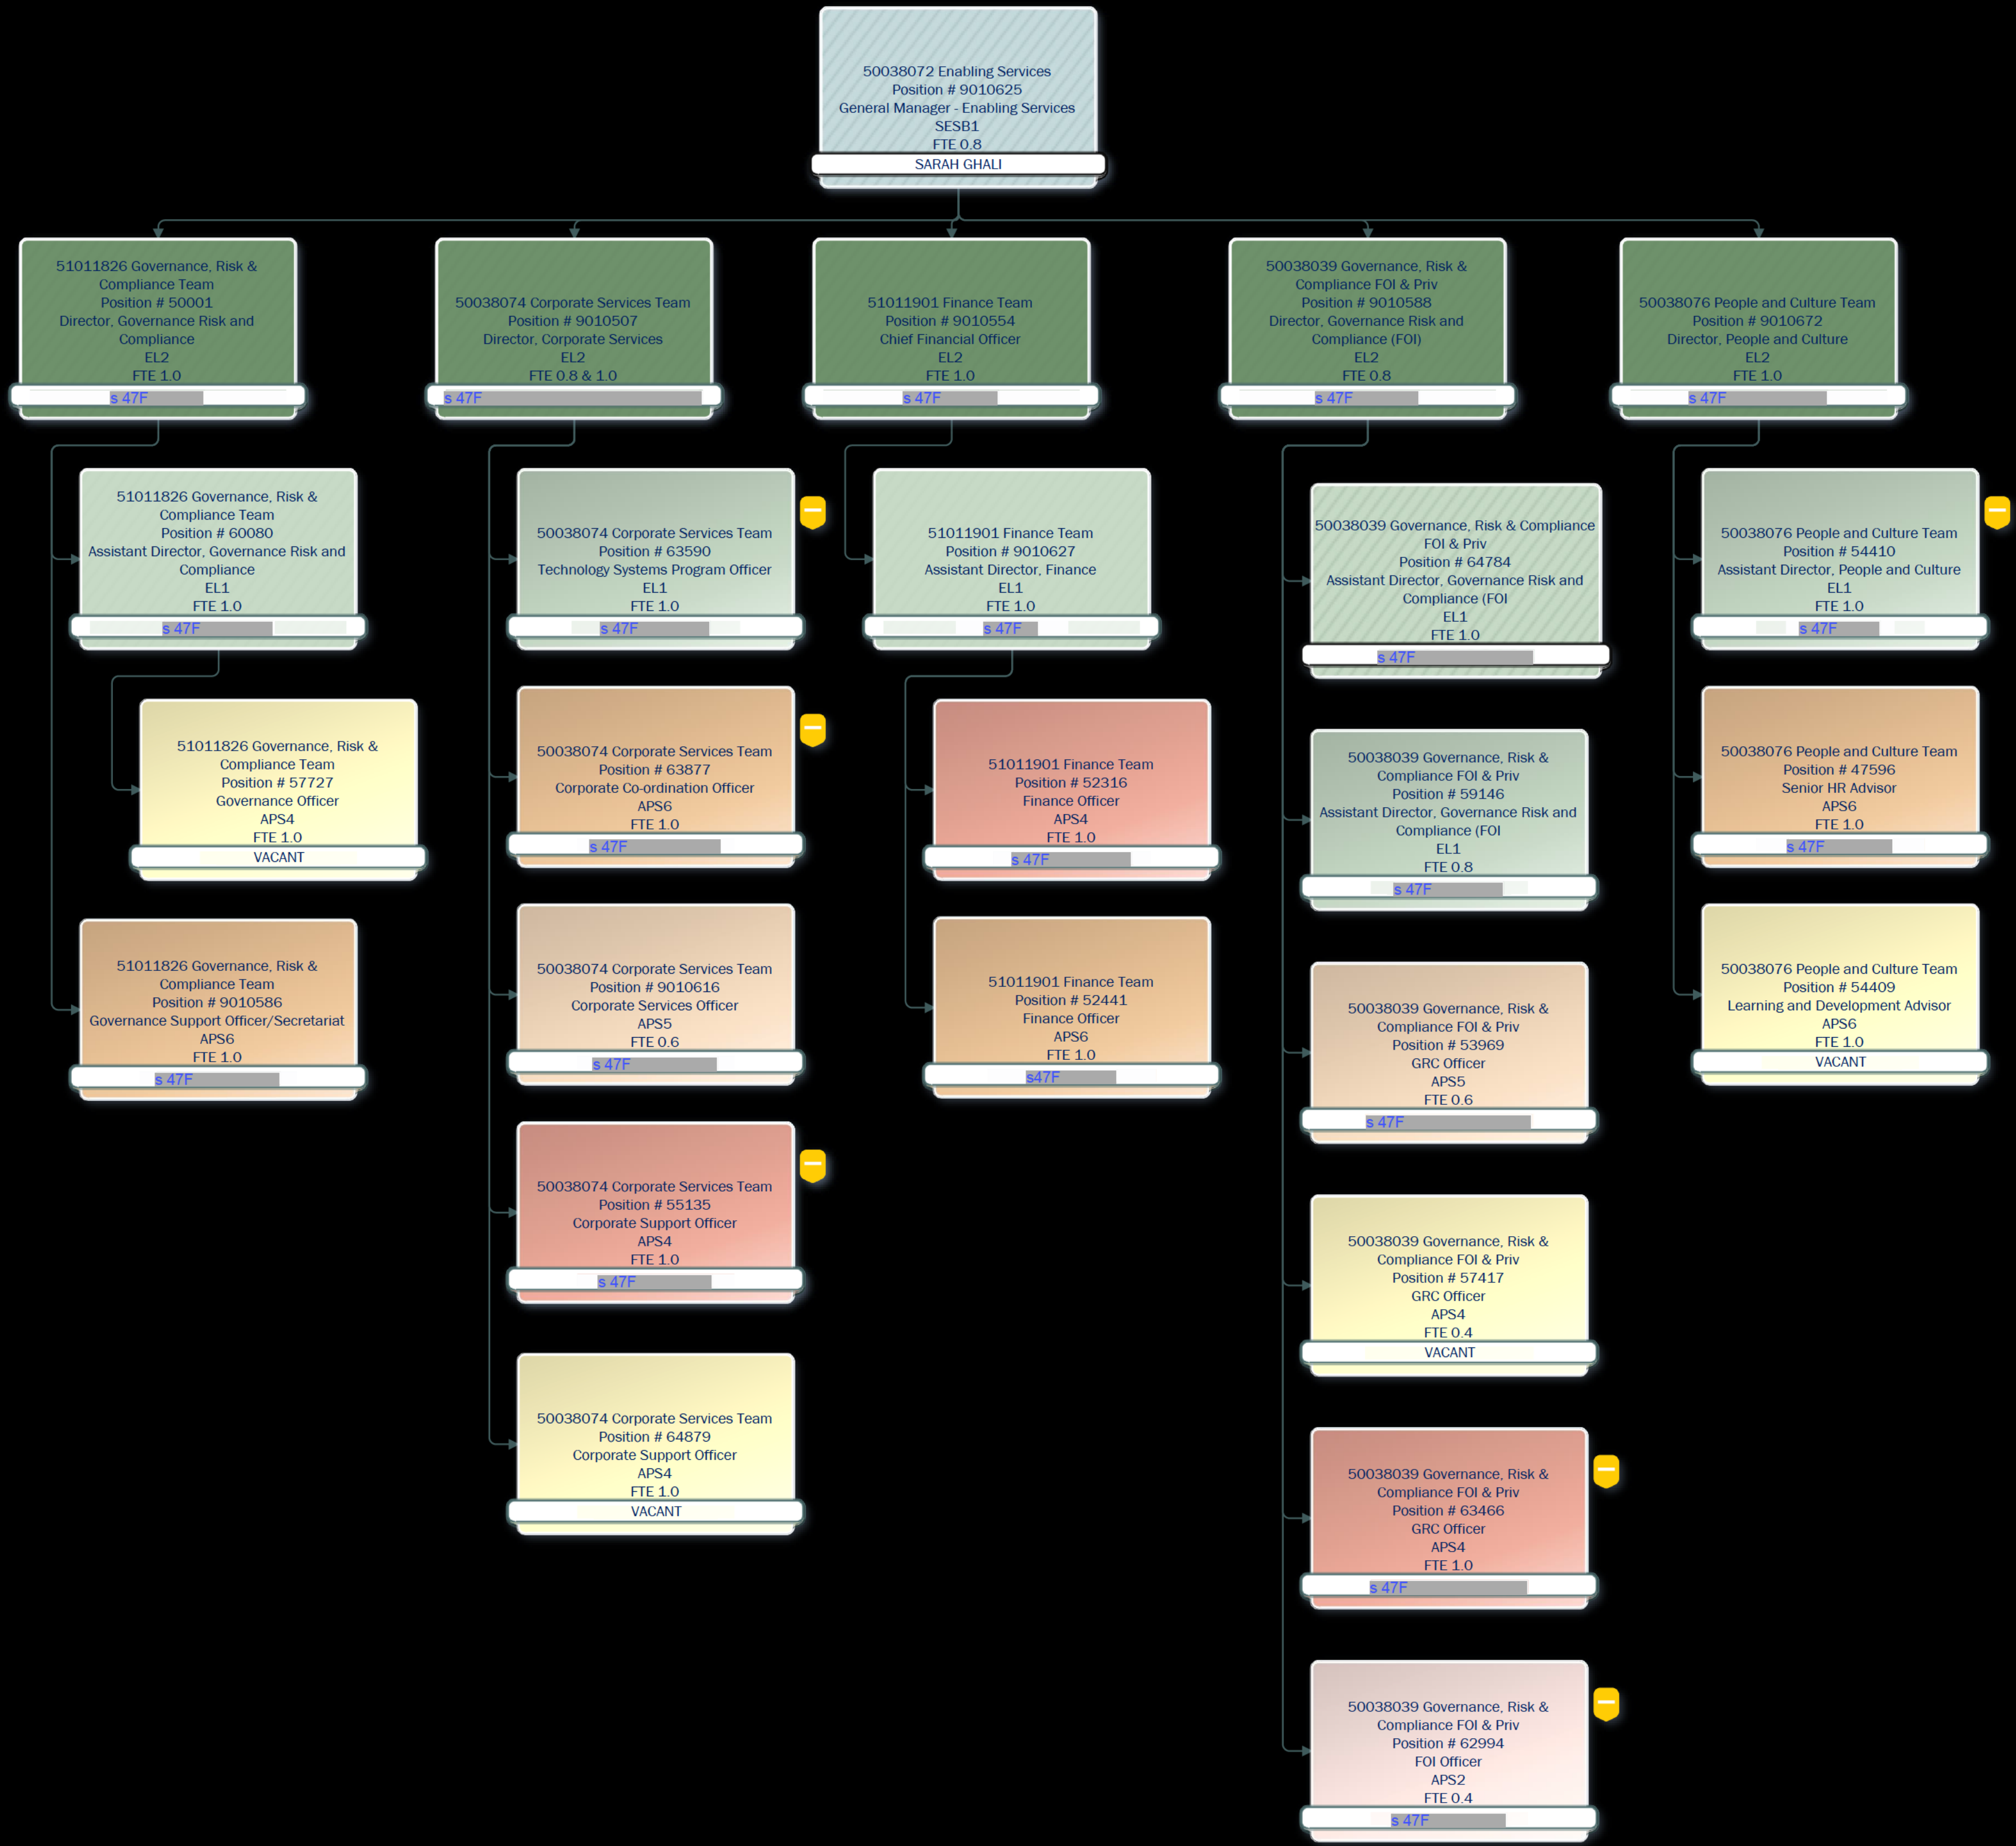 50038072 Enabling Services
Position # 9010625
General Manager - Enabling Services
SESB1
FTE 0.8
SARAH GHALI
51011826 Governance, Risk &
Compliance Team
Position # 50001
Director, Governance Risk and
Compliance
EL2
FTE 1.0
s 47F
51011826 Governance, Risk &
Compliance Team
Position # 60080
Assistant Director, Governance Risk and
Compliance
EL1
FTE 1.0
s 47F
51011826 Governance, Risk &
Compliance Team
Position # 57727
Governance Officer
APS4
FTE 1.0
VACANT
51011826 Governance, Risk &
Compliance Team
Position # 9010586
Governance Support Officer/Secretariat
APS6
FTE 1.0
s 47F
50038074 Corporate Services Team
Position # 9010507
Director, Corporate Services
EL2
FTE 0.8 & 1.0
s 47F
50038074 Corporate Services Team
Position # 63590
Technology Systems Program Officer
EL1
FTE 1.0
s 47F
50038074 Corporate Services Team
Position # 63877
Corporate Co-ordination Officer
APS6
FTE 1.0
s 47F
50038074 Corporate Services Team
Position # 9010616
Corporate Services Officer
APS5
FTE 0.6
s 47F
50038074 Corporate Services Team
Position # 55135
Corporate Support Officer
APS4
FTE 1.0
s 47F
50038074 Corporate Services Team
Position # 64879
Corporate Support Officer
APS4
FTE 1.0
VACANT
51011901 Finance Team
Position # 9010554
Chief Financial Officer
EL2
FTE 1.0
s 47F
51011901 Finance Team
Position # 9010627
Assistant Director, Finance
EL1
FTE 1.0
s 47F
51011901 Finance Team
Position # 52316
Finance Officer
APS4
FTE 1.0
s 47F
51011901 Finance Team
Position # 52441
Finance Officer
APS6
FTE 1.0
s47F
50038039 Governance, Risk &
Compliance FOI & Priv
Position # 9010588
Director, Governance Risk and
Compliance (FOI)
EL2
FTE 0.8
s 47F
50038039 Governance, Risk & Compliance
FOI & Priv
Position # 64784
Assistant Director, Governance Risk and
Compliance (FOI
EL1
FTE 1.0
s 47F
50038039 Governance, Risk &
Compliance FOI & Priv
Position # 59146
Assistant Director, Governance Risk and
Compliance (FOI
EL1
FTE 0.8
s 47F
50038039 Governance, Risk &
Compliance FOI & Priv
Position # 53969
GRC Officer
APS5
FTE 0.6
s 47F
50038039 Governance, Risk &
Compliance FOI & Priv
Position # 57417
GRC Officer
APS4
FTE 0.4
VACANT
50038039 Governance, Risk &
Compliance FOI & Priv
Position # 63466
GRC Officer
APS4
FTE 1.0
s 47F
50038039 Governance, Risk &
Compliance FOI & Priv
Position # 62994
FOI Officer
APS2
FTE 0.4
s 47F
50038076 People and Culture Team
Position # 9010672
Director, People and Culture
EL2
FTE 1.0
s 47F
50038076 People and Culture Team
Position # 54410
Assistant Director, People and Culture
EL1
FTE 1.0
s 47F
50038076 People and Culture Team
Position # 47596
Senior HR Advisor
APS6
FTE 1.0
s 47F
50038076 People and Culture Team
Position # 54409
Learning and Development Advisor
APS6
FTE 1.0
VACANT